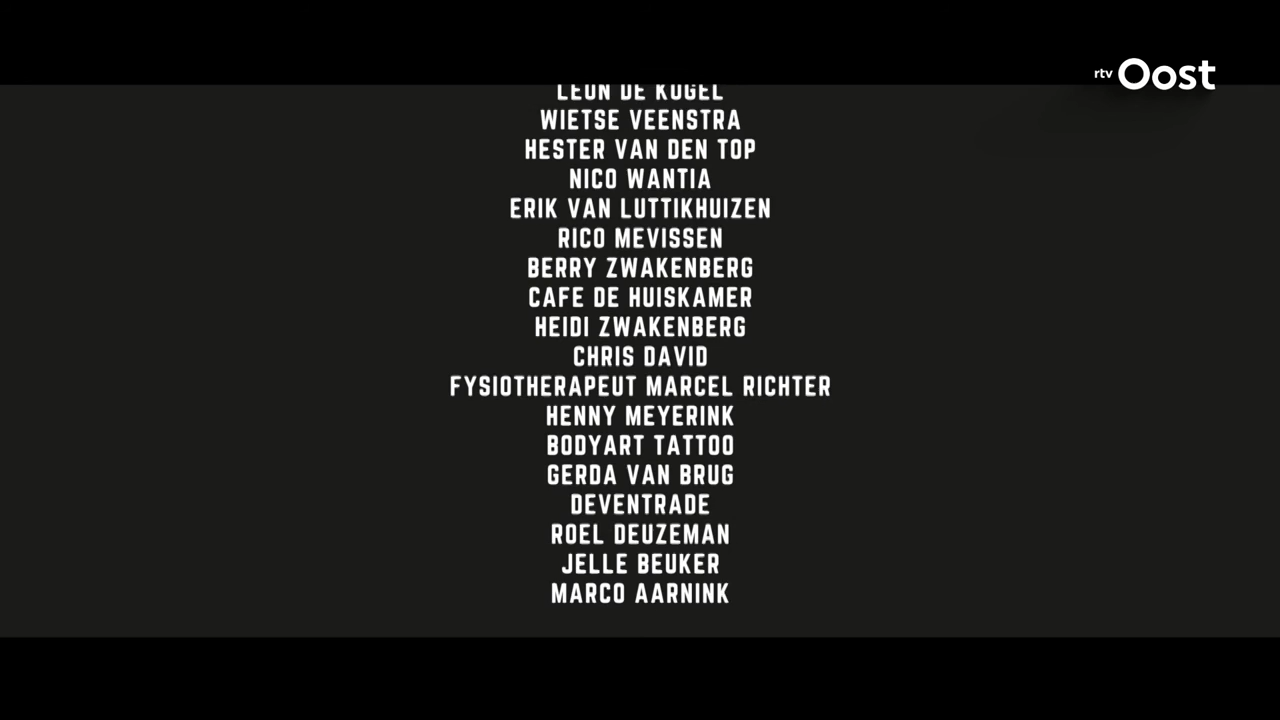 rtv Oost
LEON DE KOGEL
WIETSE VEENSTRA
HESTER VAN DEN TOP
NICO WANTIA
ERIK VAN LUTTIKHUIZEN
RICO MEVISSEN
BERRY ZWAKENBERG
CAFE DE HUISKAMER
HEIDI ZWAKENBERG
CHRIS DAVID
FYSIOTHERAPEUT MARCEL RICHTER
HENNY MEYERINK
BODYART TATTOO
GERDA VAN BRUG
DEVENTRADE
ROEL DEUZEMAN
JELLE BEUKER
MARCO AARNINK